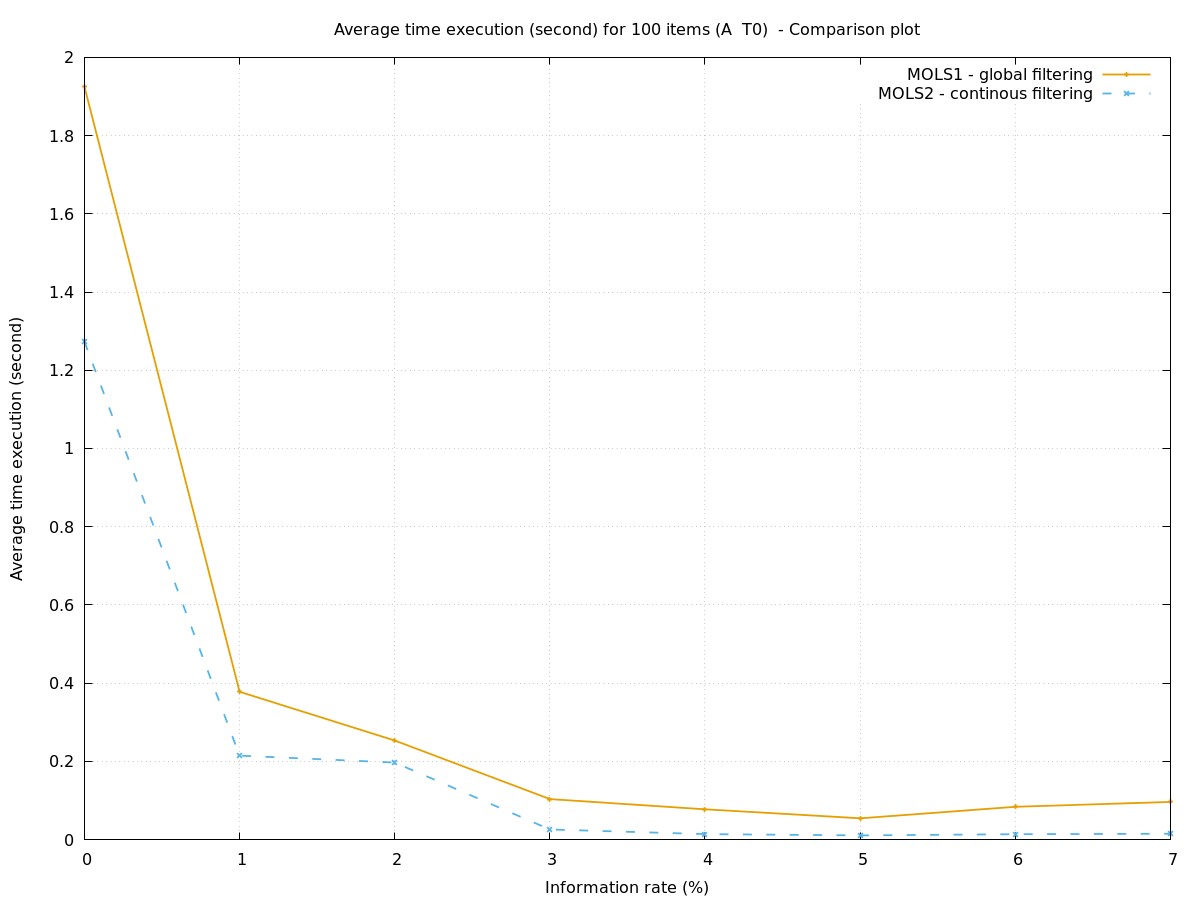 Average time execution (second) for 100 items (A  T0)  - Comparison plot
MOLS1 - global filtering
MOLS2 - continous filtering
2
1.8
1.6
1.4
1.2
1
0.8
0.6
0.4
0.2
0
Average time execution (second)
0 1 2 3 4 5 6 7
Information rate (%)